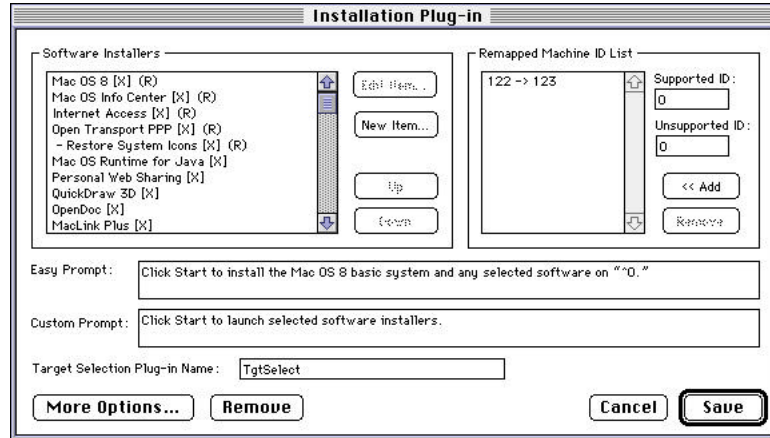 Installation Plug-in
Software Installers
Mac OS 8 [X] (R)
Mac OS Info Center [X] (R)
Internet Access [X] (R)
Open Transport PPP [X] (R)
- Restore System Icons [X] (R)
Mac OS Runtime for Java [X]
Personal Web Sharing [X]
QuickDraw 3D [X]
OpenDoc [X]
MacLink Plus [X]
Edit Item...
New Item...
Up
Down
Remapped Machine ID List
122 -> 123
Supported ID:
0
Unsupported ID:
0
<< Add
Remove
Easy Prompt:
Click Start to install the Mac OS 8 basic system and any selected software on "^0."
Custom Prompt:
Click Start to launch selected software installers.
Target Selection Plug-in Name:
TgtSelect
More Options...
Remove
Cancel
Save